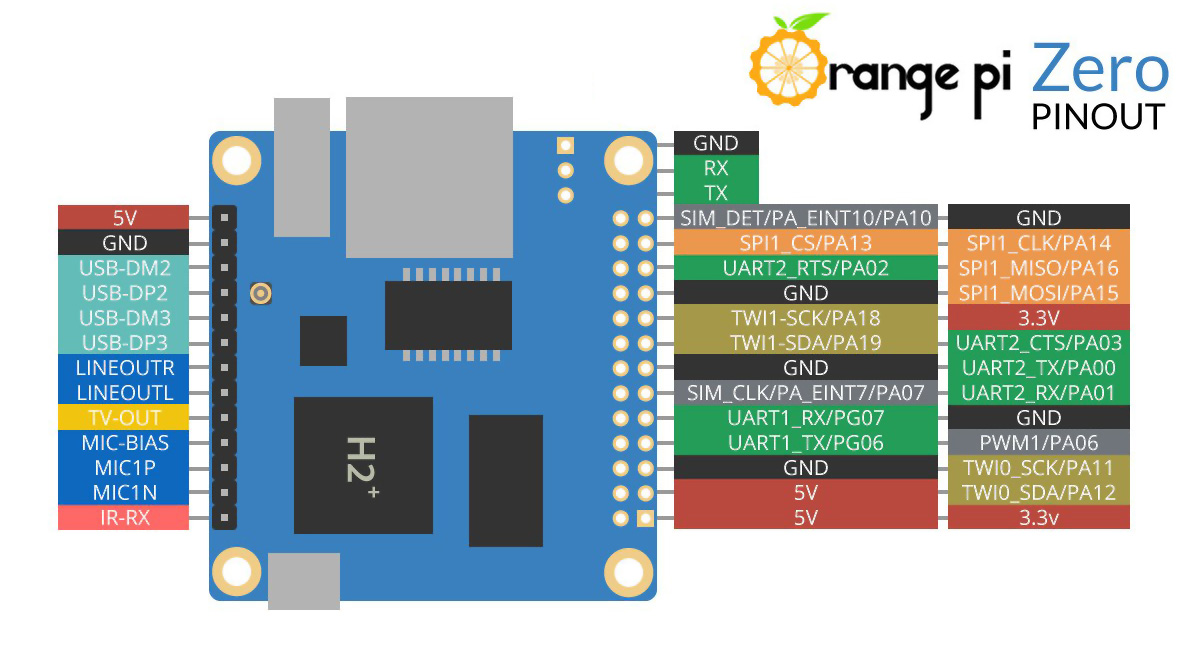 Orange pi Zero
PINOUT
GND
RX
TX
5V
GND
USB-DM2
USB-DP2
USB-DM3
USB-DP3
LINEOUTR
LINEOUTL
TV-OUT
MIC-BIAS
MIC1P
MIC1N
IR-RX
H2+
SIM_DET/PA_EINT10/PA10
SPI1_CS/PA13
UART2_RTS/PA02
GND
TWI1-SCK/PA18
TWI1-SDA/PA19
GND
SIM_CLK/PA_EINT7/PA07
UART1_RX/PG07
UART1_TX/PG06
GND
5V
5V
GND
SPI1_CLK/PA14
SPI1_MISO/PA16
SPI1_MOSI/PA15
3.3V
UART2_CTS/PA03
UART2_TX/PA00
UART2_RX/PA01
GND
PWM1/PA06
TWI0_SCK/PA11
TWI0_SDA/PA12
3.3v